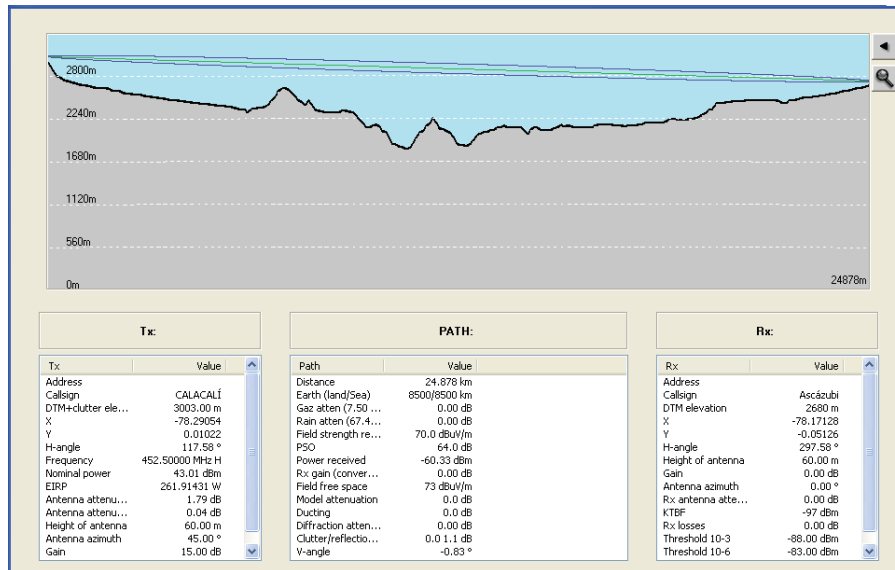 2800m
2240m
1680m
1120m
560m
0m 24878m
Tx: PATH: Rx:
Tx Value
Address
Callsign CALACALÍ
DTM+clutter ele... 3003.00 m
X -78.29054
Y 0.01022
H-angle 117.58 °
Frequency 452.50000 MHz H
Nominal power 43.01 dBm
EIRP 261.91431 W
Antenna attenu... 1.79 dB
Antenna attenu... 0.04 dB
Height of antenna 60.00 m
Antenna azimuth 45.00 °
Gain 15.00 dB
Path Value
Distance 24.878 km
Earth (land/Sea) 8500/8500 km
Gaz atten (7.50 ... 0.00 dB
Rain atten (67.4... 0.00 dB
Field strength re... 70.0 dBuV/m
PSO 64.0 dB
Power received -60.33 dBm
Rx gain (conver... 0.00 dB
Field free space 73 dBuV/m
Model attenuation 0.0 dB
Ducting 0.0 dB
Diffraction atten... 0.00 dB
Clutter/reflectio... 0.0 1.1 dB
V-angle -0.83 °
Rx Value
Address
Callsign Ascázubi
DTM elevation 2680 m
X -78.17128
Y -0.05126
H-angle 297.58 °
Height of antenna 60.00 m
Gain 0.00 dB
Antenna azimuth 0.00 °
Rx antenna atte... 0.00 dB
KTBF -97 dBm
Rx losses 0.00 dB
Threshold 10-3 -88.00 dBm
Threshold 10-6 -83.00 dBm